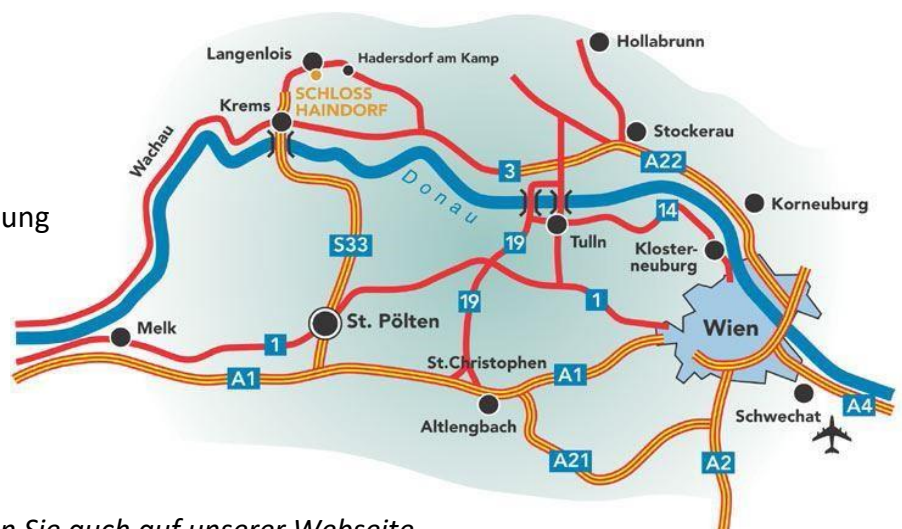 Hollabrunn
Langenlois
Hadersdorf am Kamp
SCHLOSS
HAINDORF
Krems
Stockerau
Wachau
A22
3
Donau
ung
14
Korneuburg
19
Tulln
Kloster-
neuburg
S33
19
1
Wien
St. Pölten
Melk
1
St.Christophen
A1
A1
Schwechat
A4
Altlengbach
A21
A2
n Sie auch auf unserer Webseite